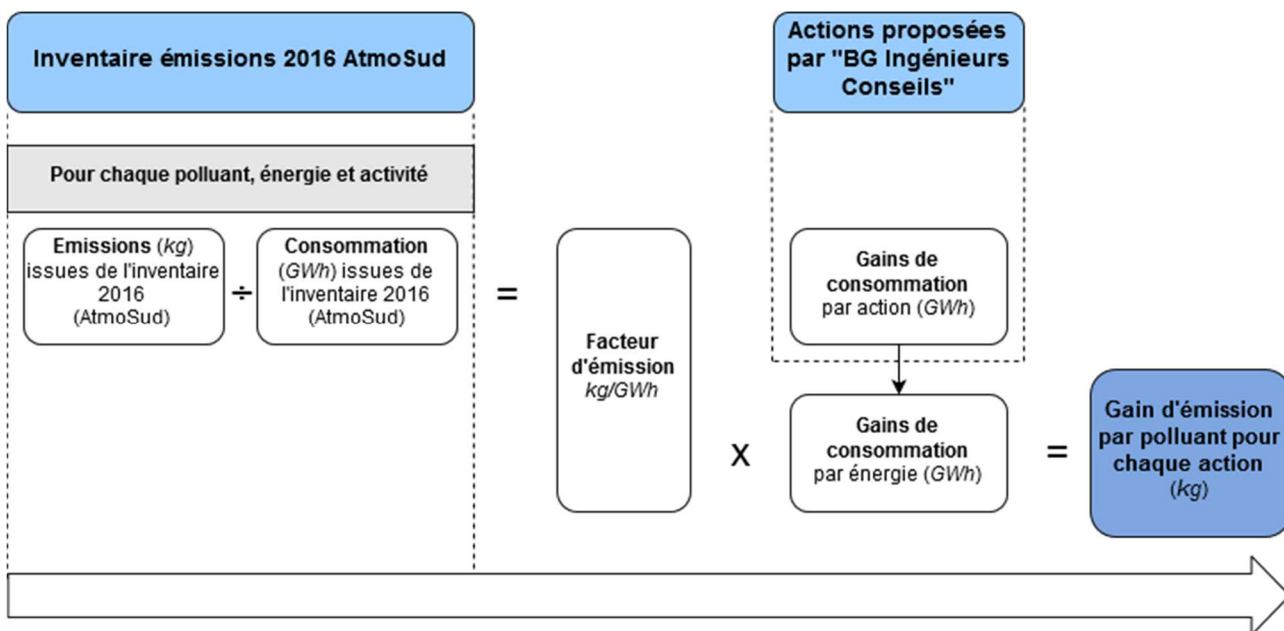 Inventaire émissions 2016 AtmoSud
Actions proposées
par "BG Ingénieurs
Conseils"
Pour chaque polluant, énergie et activité
Emissions (kg)
issues de l'inventaire
2016
(AtmoSud)
÷
Consommation
(GWh) issues de
l'inventaire 2016
(AtmoSud)
=
Facteur
d'émission
kg/GWh
X
Gains de
consommation
par action (GWh)
Gains de
consommation
par énergie (GWh)
=
Gain d'émission
par polluant pour
chaque action
(kg)